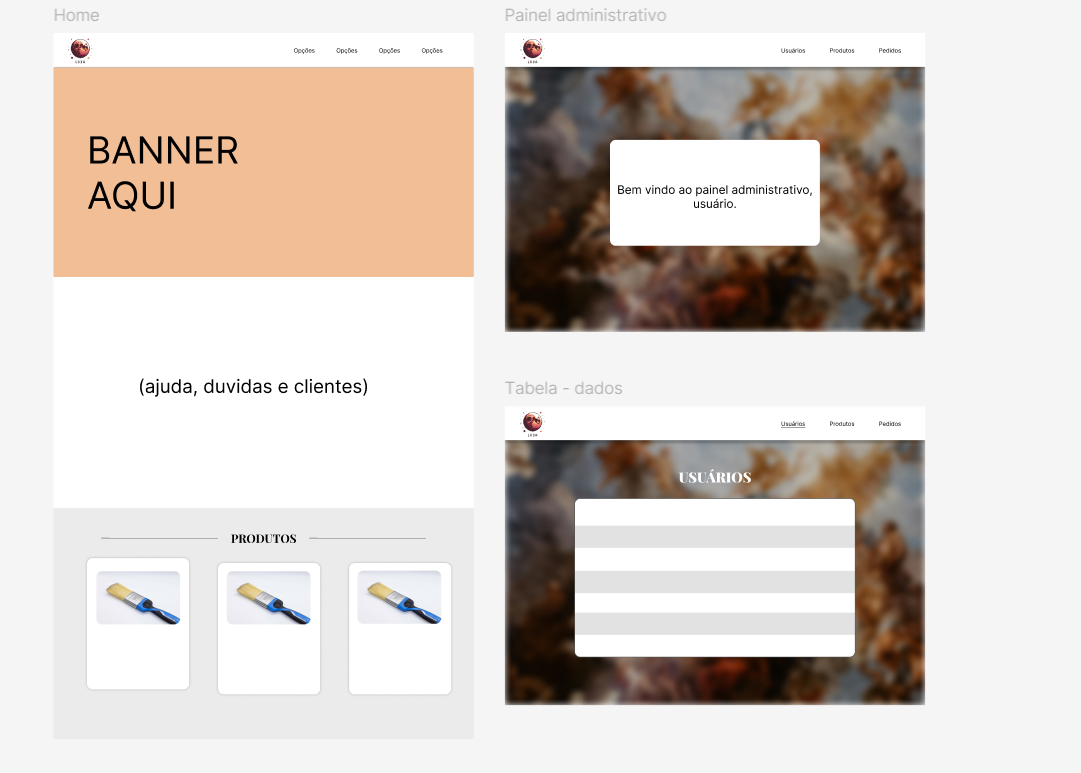 Home
Opções Opções Opções Opções
BANNER
AQUI
(ajuda, duvidas e clientes)
PRODUTOS
Painel administrativo
Usuários Produtos Pedidos
Bem vindo ao painel administrativo,
usuário.
Tabela - dados
Usuários Produtos Pedidos
USUÁRIOS